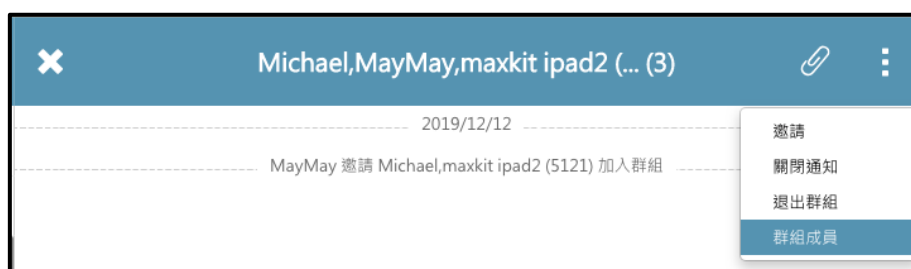 Michael,MayMay,maxkit ipad2 (... (3)
2019/12/12
MayMay 邀請 Michael,maxkit ipad2 (5121) 加入群組
邀請
關閉通知
退出群組
群組成員